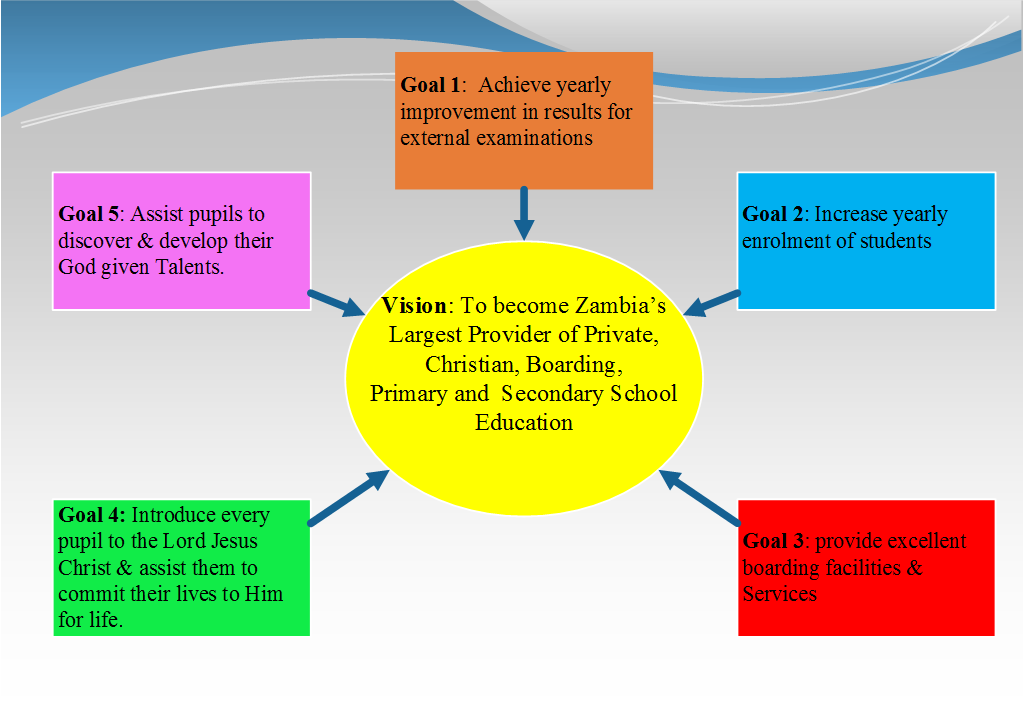 Goal 1:  Achieve yearly
improvement in results for
external examinations
Goal 5: Assist pupils to
discover & develop their
God given Talents.
Goal 2: Increase yearly
enrolment of students
Vision: To become Zambia’s
Largest Provider of Private,
Christian, Boarding,
Primary and  Secondary School
Education
Goal 4: Introduce every
pupil to the Lord Jesus
Christ & assist them to
commit their lives to Him
for life.
Goal 3: provide excellent
boarding facilities &
Services